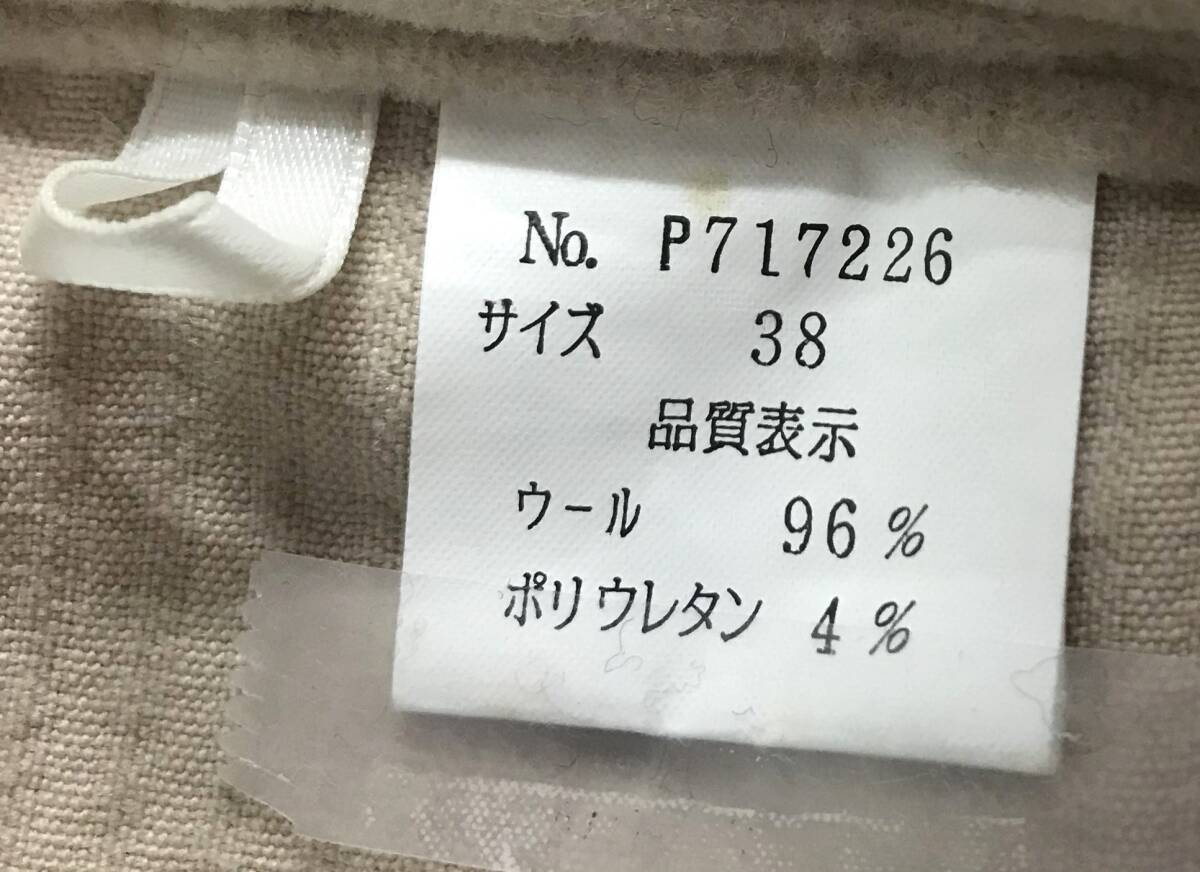 No. P717226
サイズ 38
品質表示
ウール 96%
ポリウレタン 4%